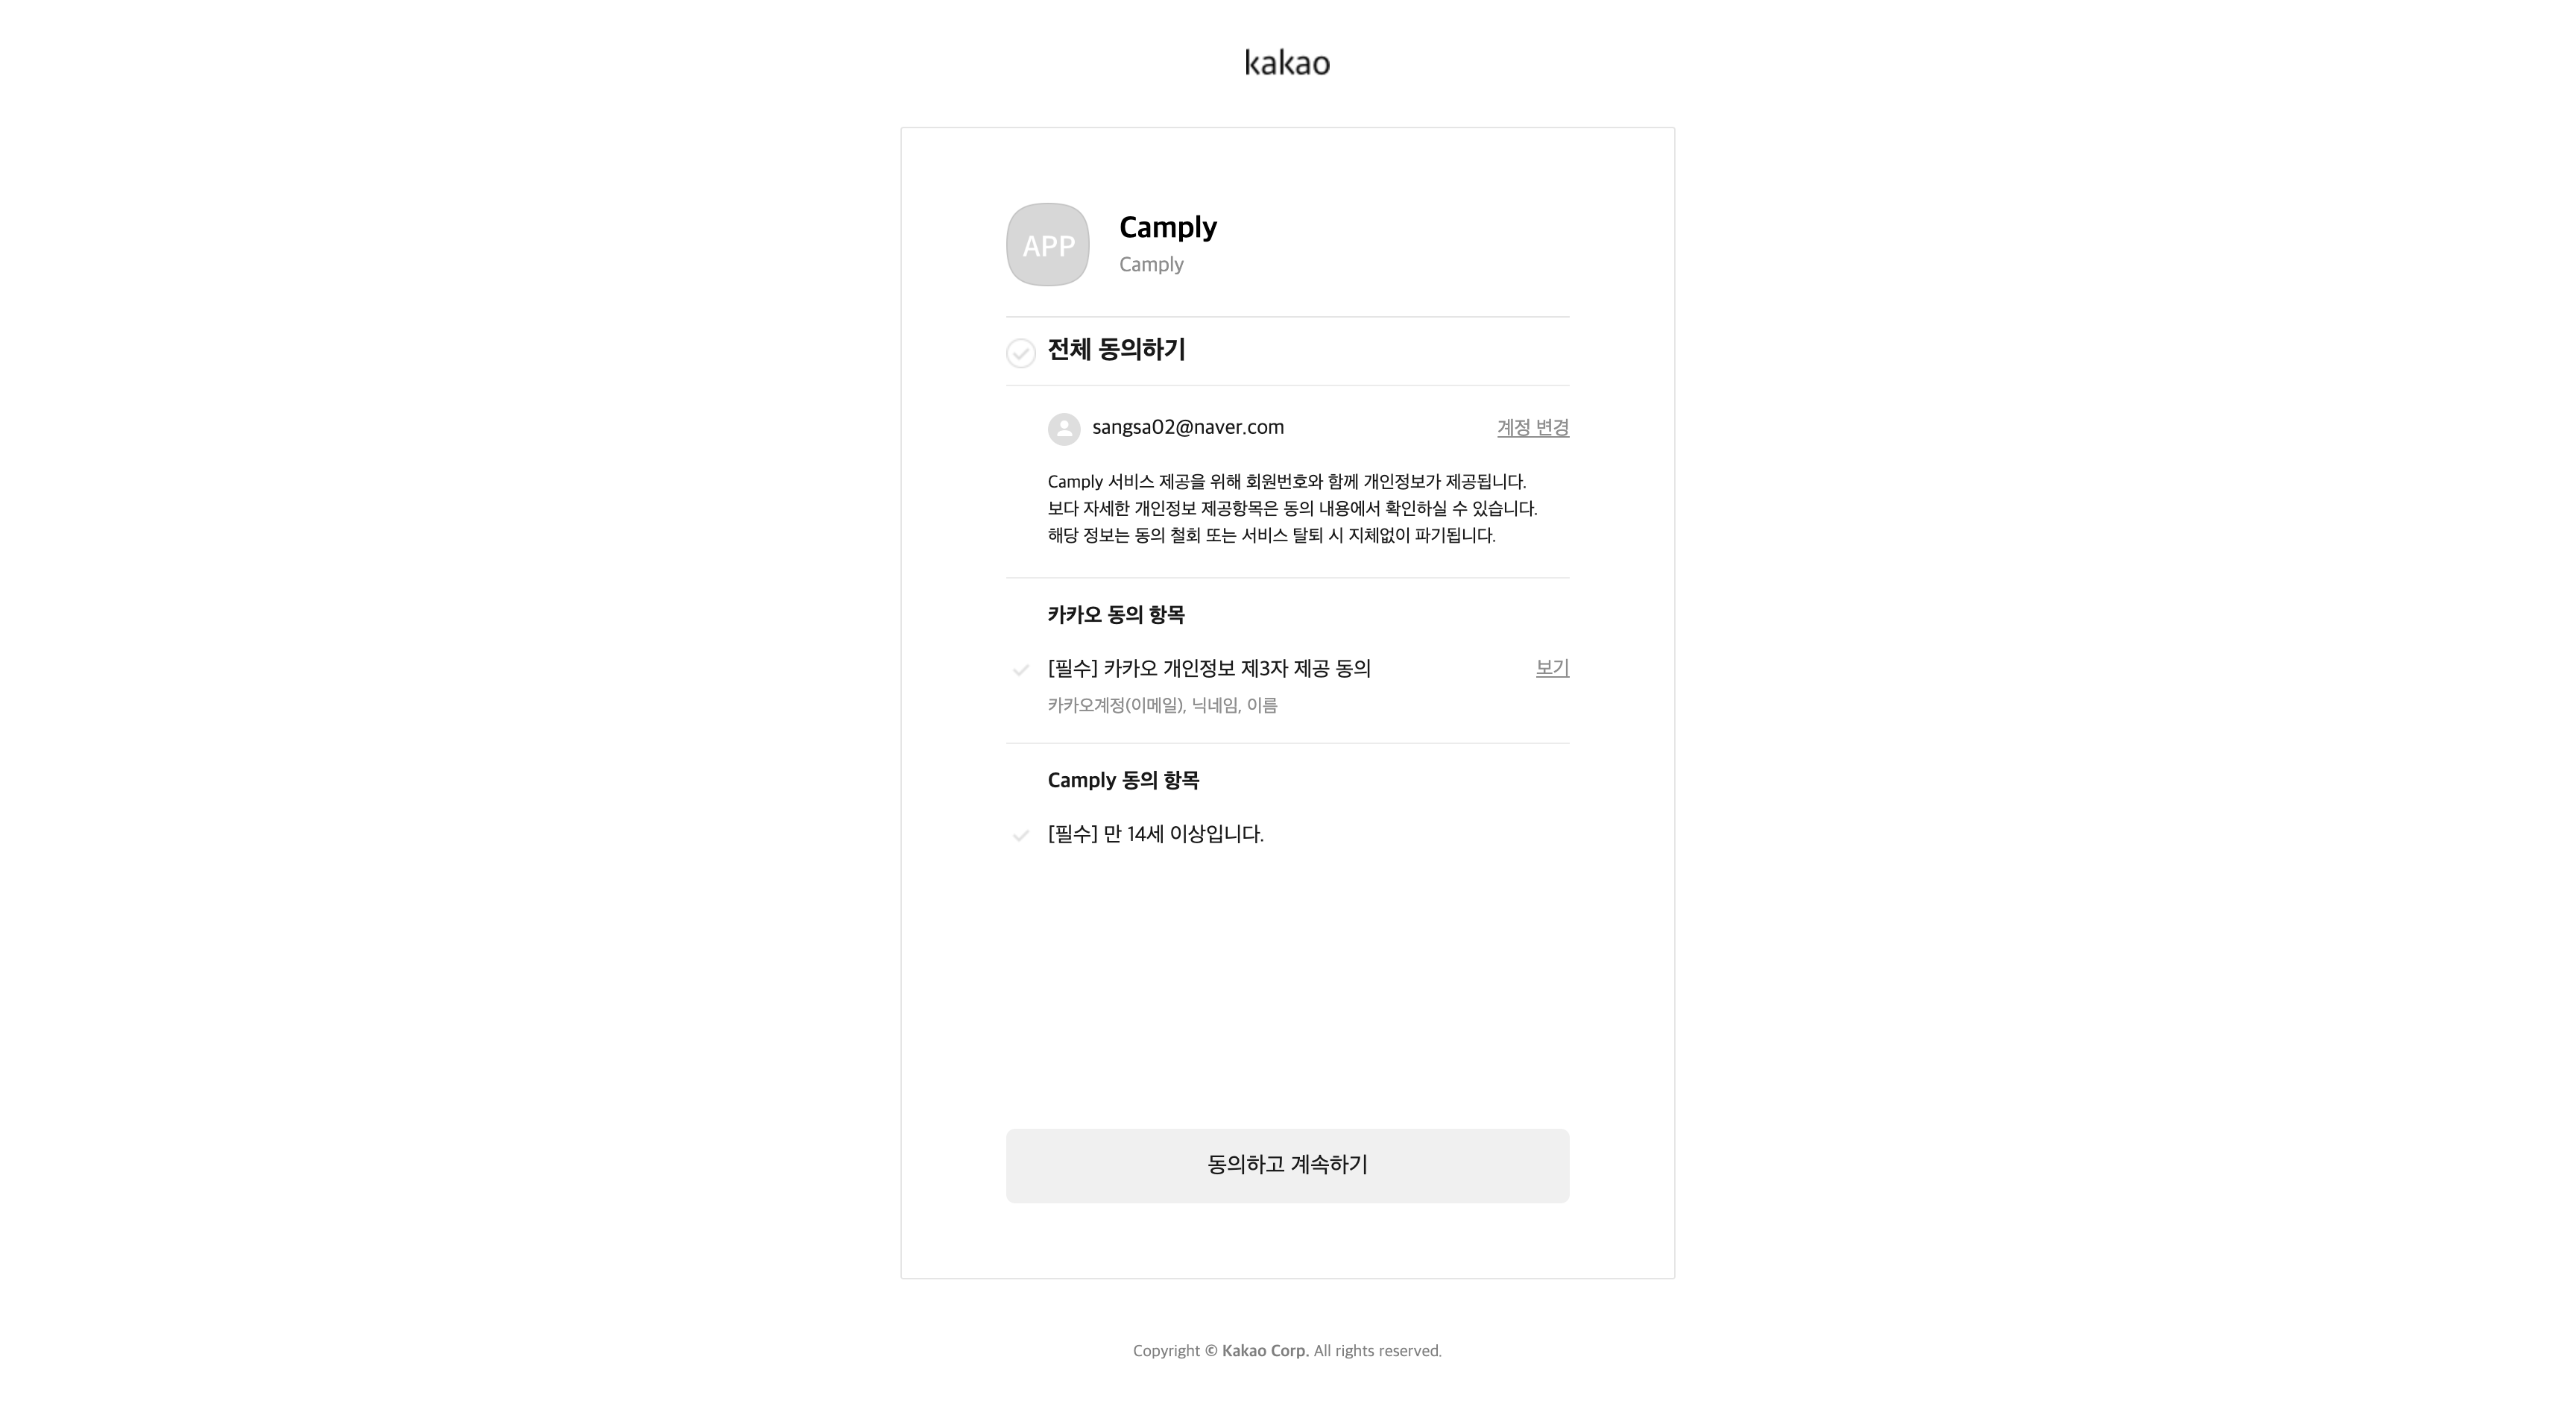 kakao
APP
Camply
Camply
전체 동의하기
sangsa02@naver.com
계정 변경
Camply 서비스 제공을 위해 회원번호와 함께 개인정보가 제공됩니다.
보다 자세한 개인정보 제공항목은 동의 내용에서 확인하실 수 있습니다.
해당 정보는 동의 철회 또는 서비스 탈퇴 시 지체없이 파기됩니다.
카카오 동의 항목
[필수] 카카오 개인정보 제3자 제공 동의
보기
카카오계정(이메일), 닉네임, 이름
Camply 동의 항목
[필수] 만 14세 이상입니다.
동의하고 계속하기
Copyright © Kakao Corp. All rights reserved.